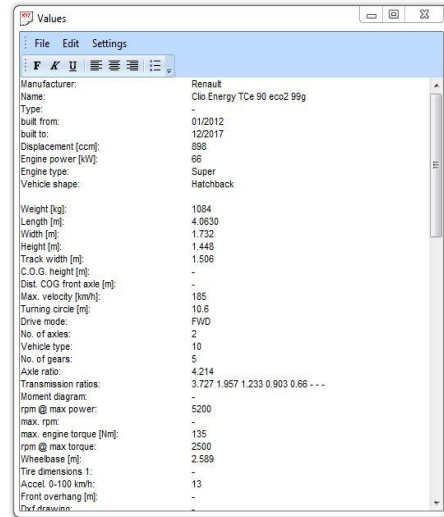 Values
File Edit Settings
F K U
Manufacturer: Renault
Name: Clio Energy TCe 90 eco2 99g
Type: -
built from: 01/2012
built to: 12/2017
Displacement [ccm]: 898
Engine power [kW]: 66
Engine type: Super
Vehicle shape: Hatchback
Weight [kg]: 1084
Length [m]: 4.0630
Width [m]: 1.732
Height [m]: 1.448
Track width [m]: 1.506
C.O.G. height [m]: -
Dist. COG front axle [m]: -
Max. velocity [km/h]: 185
Turning circle [m]: 10.6
Drive mode: FWD
No. of axles: 2
Vehicle type: 10
No. of gears: 5
Axle ratio: 4.214
Transmission ratios: 3.727 1.957 1.233 0.903 0.66 - - -
Moment diagram: -
rpm @ max power: 5200
max. rpm: -
max. engine torque [Nm]: 135
rpm @ max torque: 2500
Wheelbase [m]: 2.589
Tire dimensions 1: -
Accel. 0-100 km/h: 13
Front overhang [m]: -
Dxf drawing: -